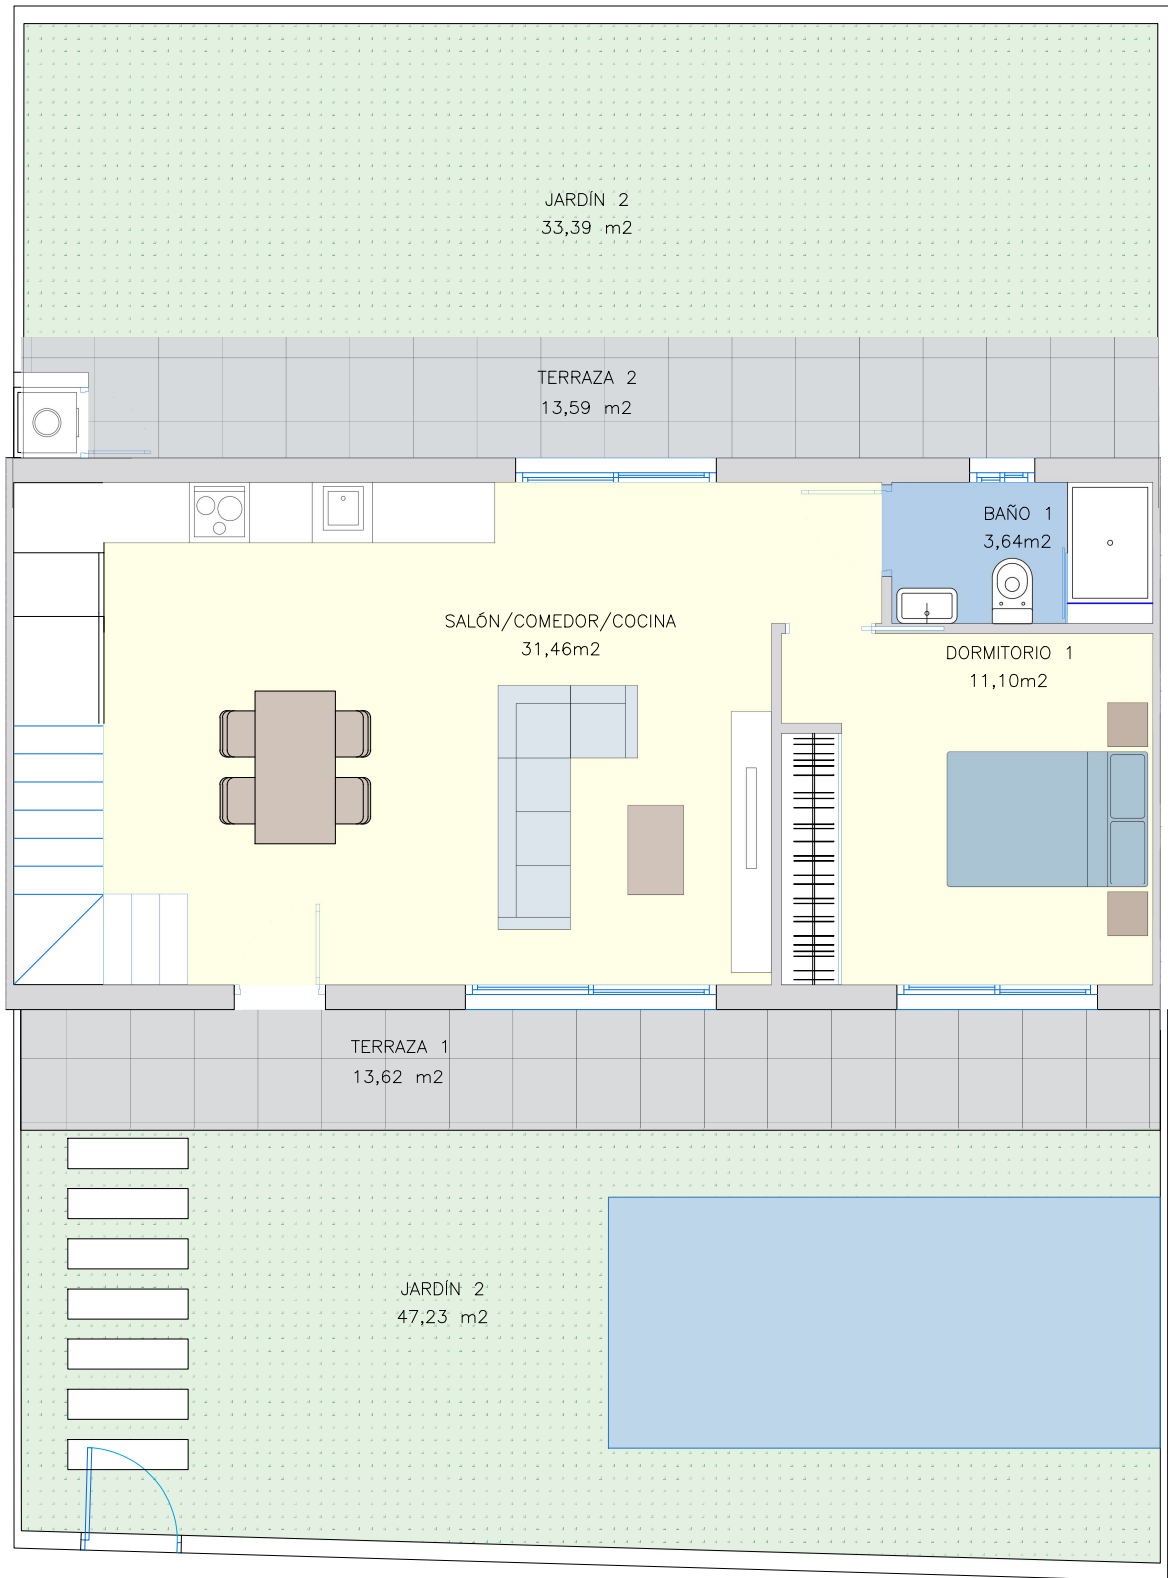 JARDÍN 2
33,39 m2
TERRAZA 2
13,59 m2
BAÑO 1
3,64m2
SALÓN/COMEDOR/COCINA
31,46m2
DORMITORIO 1
11,10m2
TERRAZA 1
13,62 m2
JARDÍN 2
47,23 m2